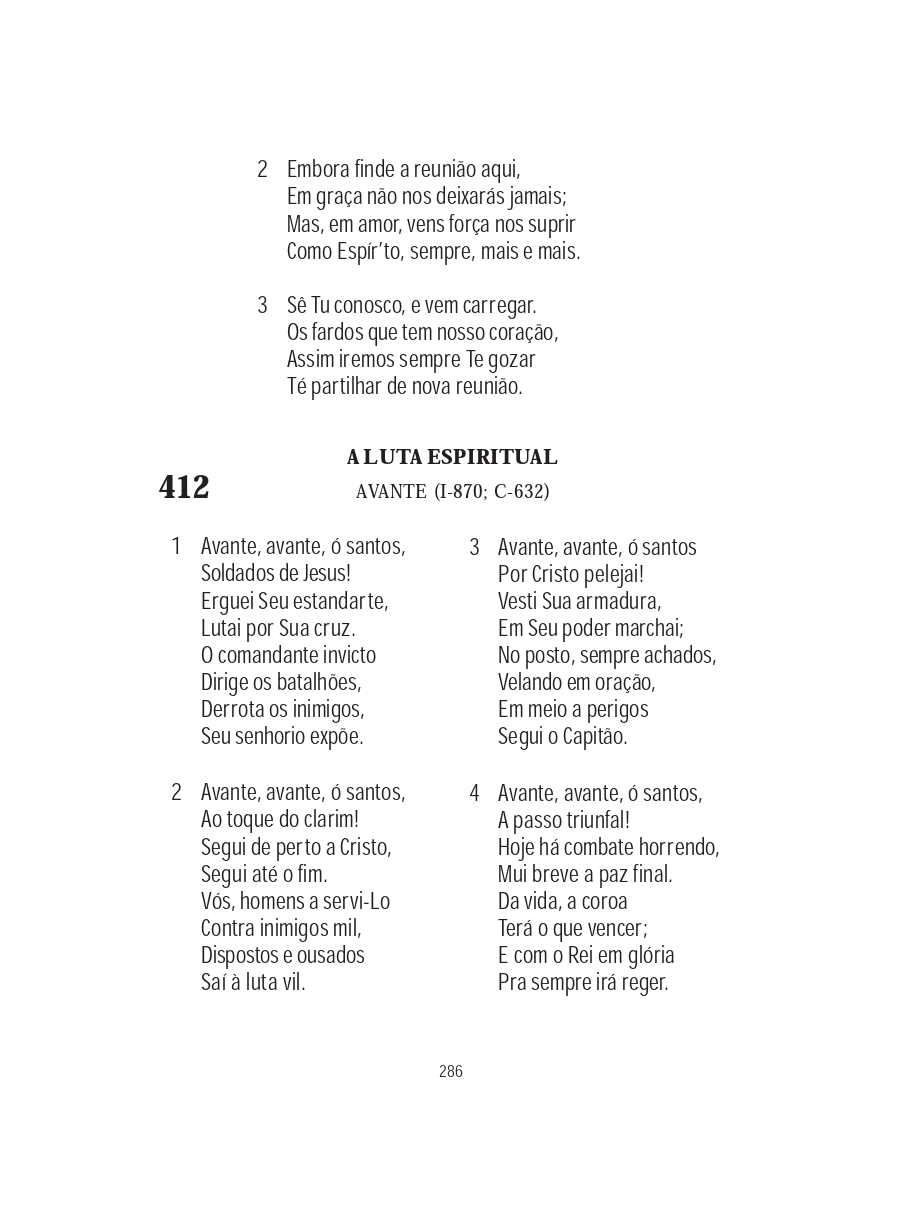 2 Embora finde a reunião aqui,
Em graça não nos deixarás jamais;
Mas, em amor, vens força nos suprir
Como Espír’to, sempre, mais e mais.
3 Sê Tu conosco, e vem carregar.
Os fardos que tem nosso coração,
Assim iremos sempre Te gozar
Té partilhar de nova reunião.
A LUTA ESPIRITUAL
412 AVANTE (I-870; C-632)
1 Avante, avante, ó santos,
Soldados de Jesus!
Erguei Seu estandarte,
Lutai por Sua cruz.
O comandante invicto
Dirige os batalhões,
Derrota os inimigos,
Seu senhorio expõe.
2 Avante, avante, ó santos,
Ao toque do clarim!
Segui de perto a Cristo,
Segui até o fim.
Vós, homens a servi-Lo
Contra inimigos mil,
Dispostos e ousados
Saí à luta vil.
3 Avante, avante, ó santos
Por Cristo pelejai!
Vesti Sua armadura,
Em Seu poder marchai;
No posto, sempre achados,
Velando em oração,
Em meio a perigos
Segui o Capitão.
4 Avante, avante, ó santos,
A passo triunfal!
Hoje há combate horrendo,
Mui breve a paz final.
Da vida, a coroa
Terá o que vencer;
E com o Rei em glória
Pra sempre irá reger.
286